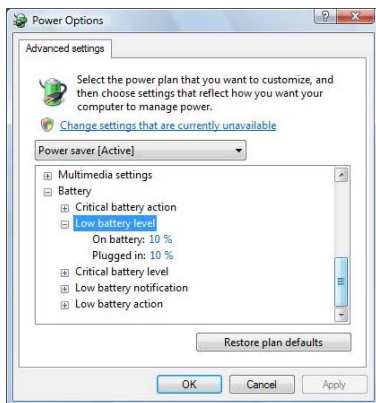 Power Options
Advanced settings
Select the power plan that you want to customize, and
then choose settings that reflect how you want your
computer to manage power.
Change settings that are currently unavailable
Power saver [Active]
Multimedia settings
Battery
Critical battery action
Low battery level
On battery: 10 %
Plugged in: 10 %
Critical battery level
Low battery notification
Low battery action
Restore plan defaults
OK Cancel Apply